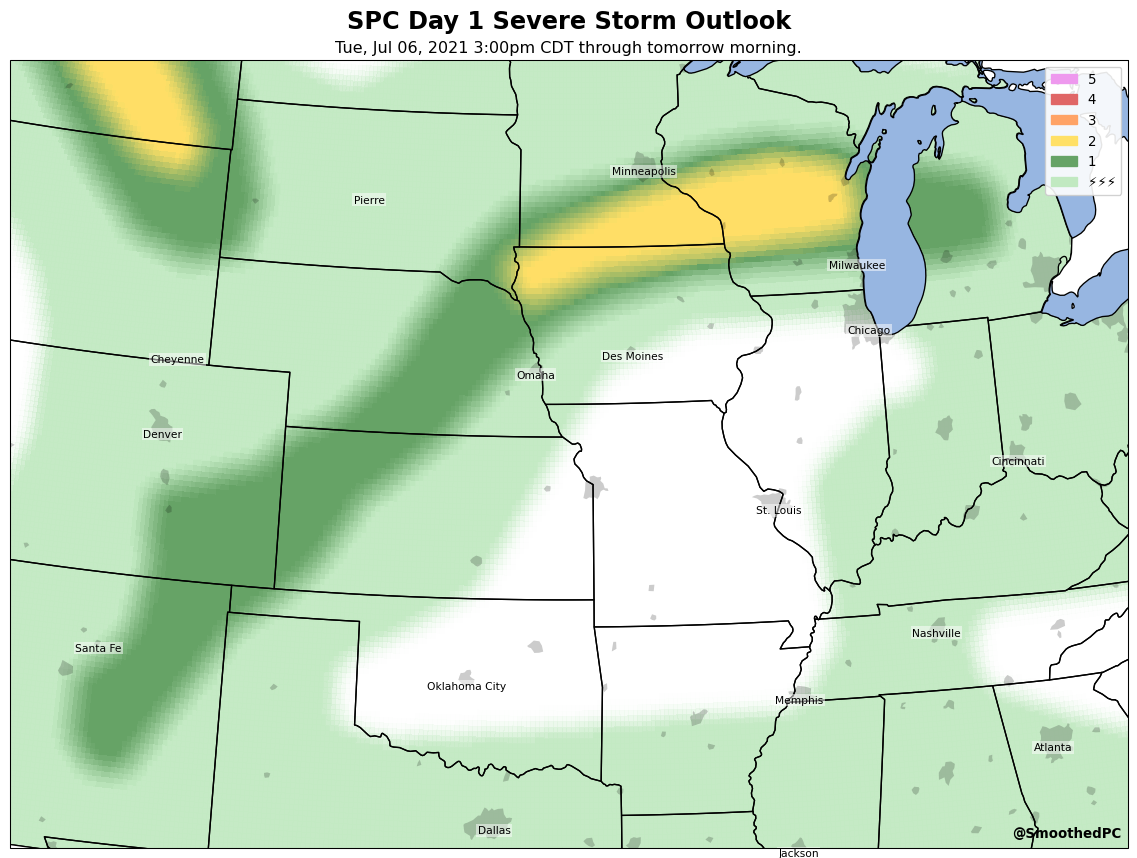 SPC Day 1 Severe Storm Outlook
Tue, Jul 06, 2021 3:00pm CDT through tomorrow morning.
5
4
3
2
1
⚡⚡⚡
Minneapolis
Pierre
Milwaukee
Chicago
Cheyenne
Des Moines
Omaha
Denver
Cincinnati
St. Louis
Nashville
Santa Fe
Oklahoma City
Memphis
Atlanta
Dallas
@SmoothedPC
Jackson